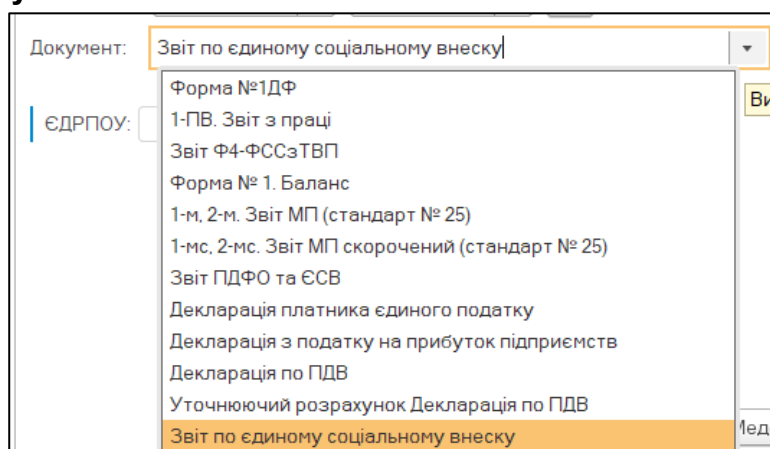 Документ: Звіт по єдиному соціальному внеску
Форма №1ДФ
ЄДРПОУ:
1-ПВ. Звіт з праці
Звіт Ф4-ФССзТВП
Форма № 1. Баланс
1-м, 2-м. Звіт МП (стандарт № 25)
1-мс, 2-мс. Звіт МП скорочений (стандарт № 25)
Звіт ПДФО та ЄСВ
Декларація платника єдиного податку
Декларація з податку на прибуток підприємств
Декларація по ПДВ
Уточнюючий розрахунок Декларація по ПДВ
Звіт по єдиному соціальному внеску